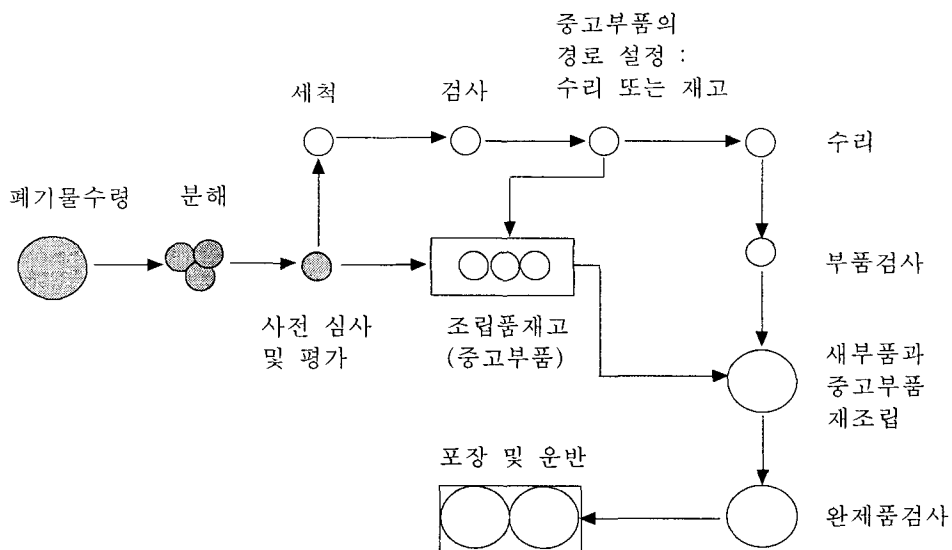 중고부품의
경로 설정 :
수리 또는 재고
세척
검사
수리
폐기물수령
분해
부품검사
사전 심사
및 평가
조립품재고
(중고부품)
새부품과
중고부품
재조립
포장 및 운반
완제품검사